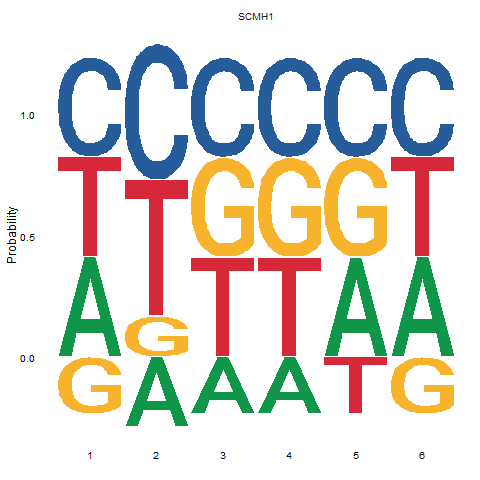 SCMH1
Probability
1.0
0.5
0.0
C C C C C C
T T G G G T
A G T T A A
G A A A T G
1 2 3 4 5 6